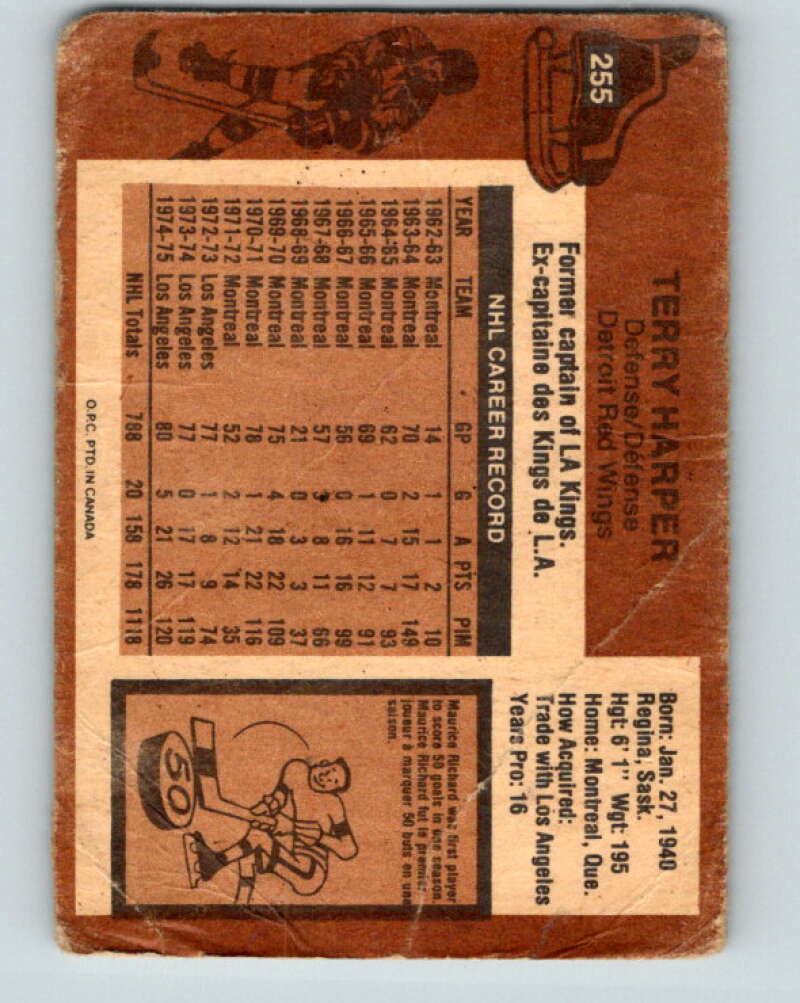 255
TERRY HARPER
Defense/Défense
Detroit Red Wings
Born: Jan. 27, 1940
Regina, Sask.
Hgt: 6' 1" Wgt: 195
Home: Montreal, Que.
How Acquired:
Trade with Los Angeles
Years Pro: 16
Former captain of LA Kings.
Ex-capitaine des Kings de L.A.
NHL CAREER RECORD
YEAR TEAM GP G A PTS PIM
1962-63 Montreal 14 1 1 2 10
1963-64 Montreal 70 2 15 17 149
1964-65 Montreal 62 0 7 7 93
1965-66 Montreal 69 1 11 12 91
1966-67 Montreal 56 0 16 16 99
1967-68 Montreal 57 3 8 11 66
1968-69 Montreal 21 0 3 3 37
1969-70 Montreal 75 4 18 22 109
1970-71 Montreal 78 1 21 22 116
1971-72 Montreal 52 2 12 14 35
1972-73 Los Angeles 77 1 8 9 74
1973-74 Los Angeles 77 0 17 17 119
1974-75 Los Angeles 80 5 21 26 120
NHL Totals 788 20 158 178 1118
Maurice Richard was first player
to score 50 goals in one season.
Maurice Richard fut le premier
joueur à marquer 50 buts en une
saison.
50
O.P.C. PTD. IN CANADA